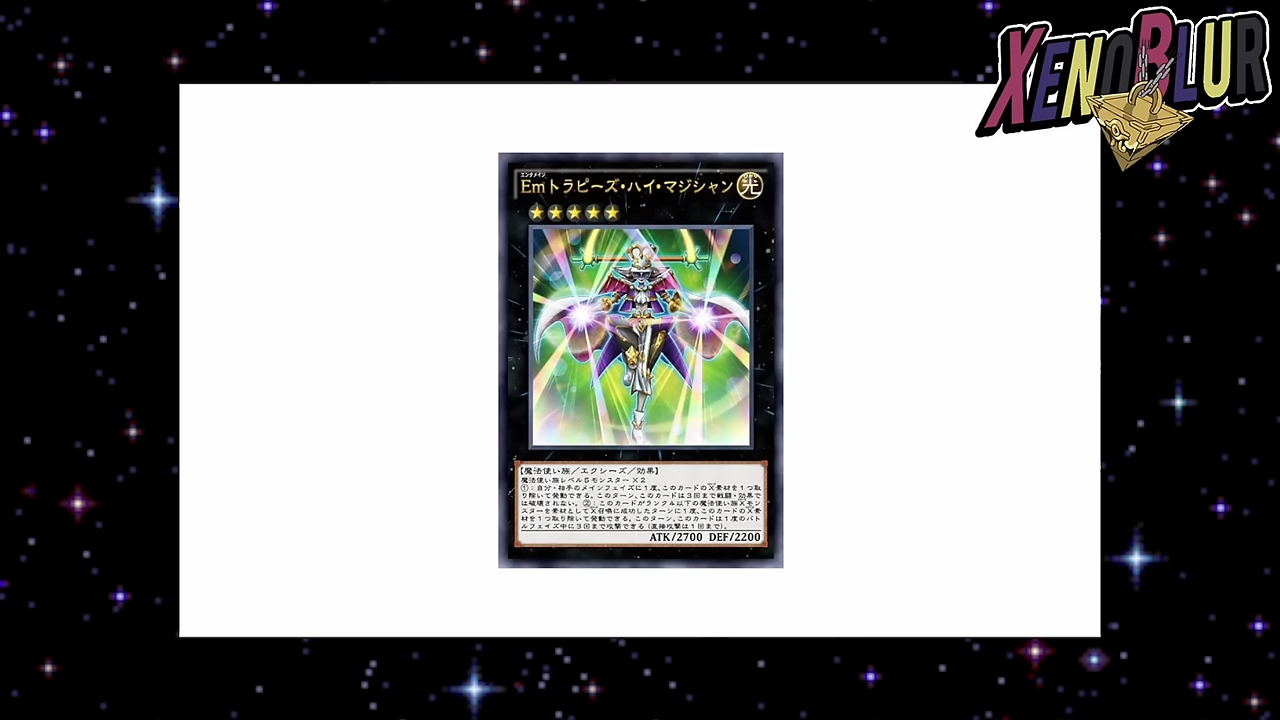 XENOBLUR
エンタメイジ
Emトラピーズ・ハイ・マジシャン
光
【魔法使い族/エクシーズ/効果】
魔法使い族レベル5モンスター×2
①:自分・相手のメインフェイズに1度、このカードのX素材を1つ取
り除いて発動できる。このターン、このカードは3回まで戦闘・効果で
は破壊されない。②:このカードがランク4以下の魔法使い族Xモン
スターを素材としてX召喚に成功したターンに1度、このカードのX素
材を1つ取り除いて発動できる。このターン、このカードは1度のバト
ルフェイズ中に3回まで攻撃できる(直接攻撃は1回まで)。
ATK/2700 DEF/2200